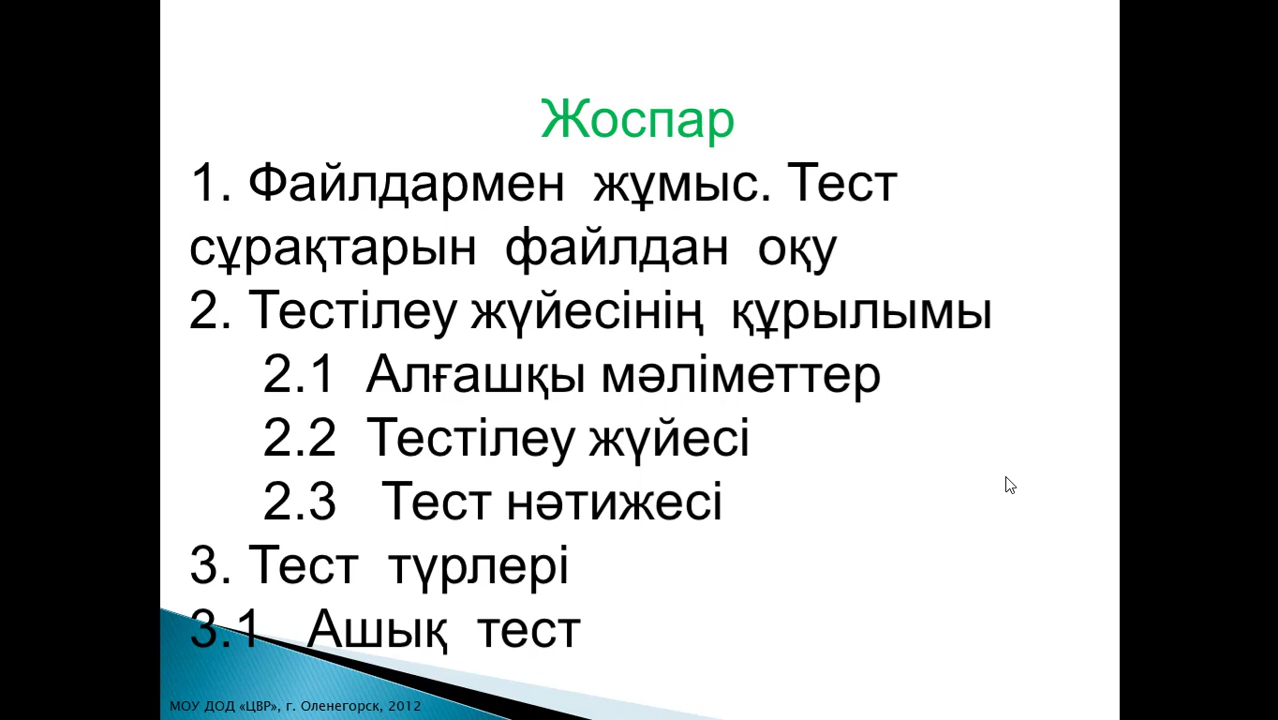 Жоспар
1. Файлдармен жұмыс. Тест
сұрақтарын файлдан оқу
2. Тестілеу жүйесінің құрылымы
2.1 Алғашқы мәліметтер
2.2 Тестілеу жүйесі
2.3 Тест нәтижесі
3. Тест түрлері
3.1 Ашық тест
МОУ ДОД «ЦВР», г. Оленегорск, 2012